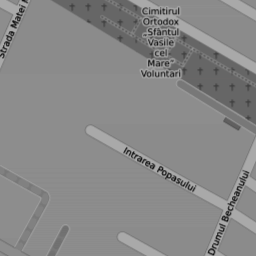 Cimitirul
Ortodox
„Sfântul
Vasile
cel
Mare”
Voluntari
Strada Matei
Intrarea Popasului
Drumul Becheanului